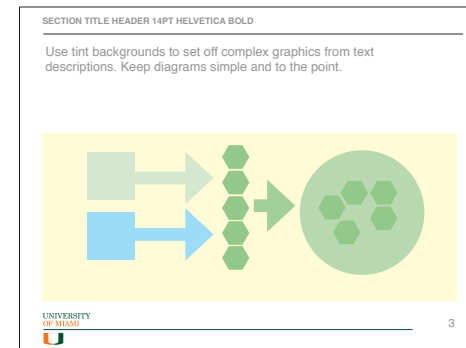 SECTION TITLE HEADER 14PT HELVETICA BOLD
Use tint backgrounds to set off complex graphics from text
descriptions. Keep diagrams simple and to the point.
UNIVERSITY
OF MIAMI
3